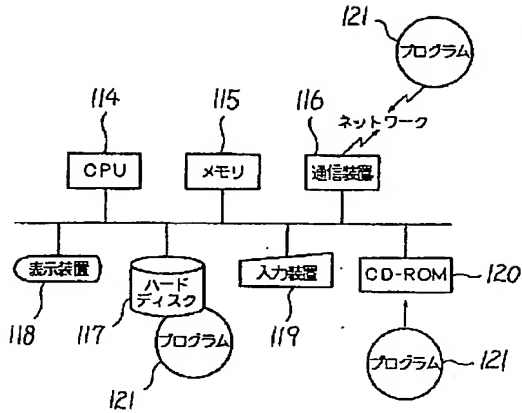 121
プログラム
114
115
116
ネットワーク
CPU
メモリ
通信装置
表示装置
ハード
ディスク
入力装置
CD-ROM
120
118
117
プログラム
119
プログラム
121
121